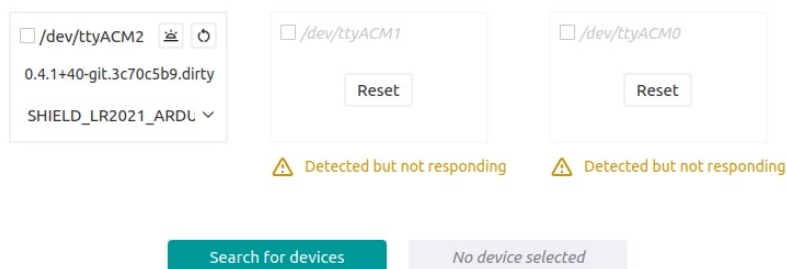 /dev/ttyACM2
0.4.1+40-git.3c70c5b9.dirty
SHIELD_LR2021_ARDU
/dev/ttyACM1
Reset
Detected but not responding
/dev/ttyACM0
Reset
Detected but not responding
Search for devices
No device selected